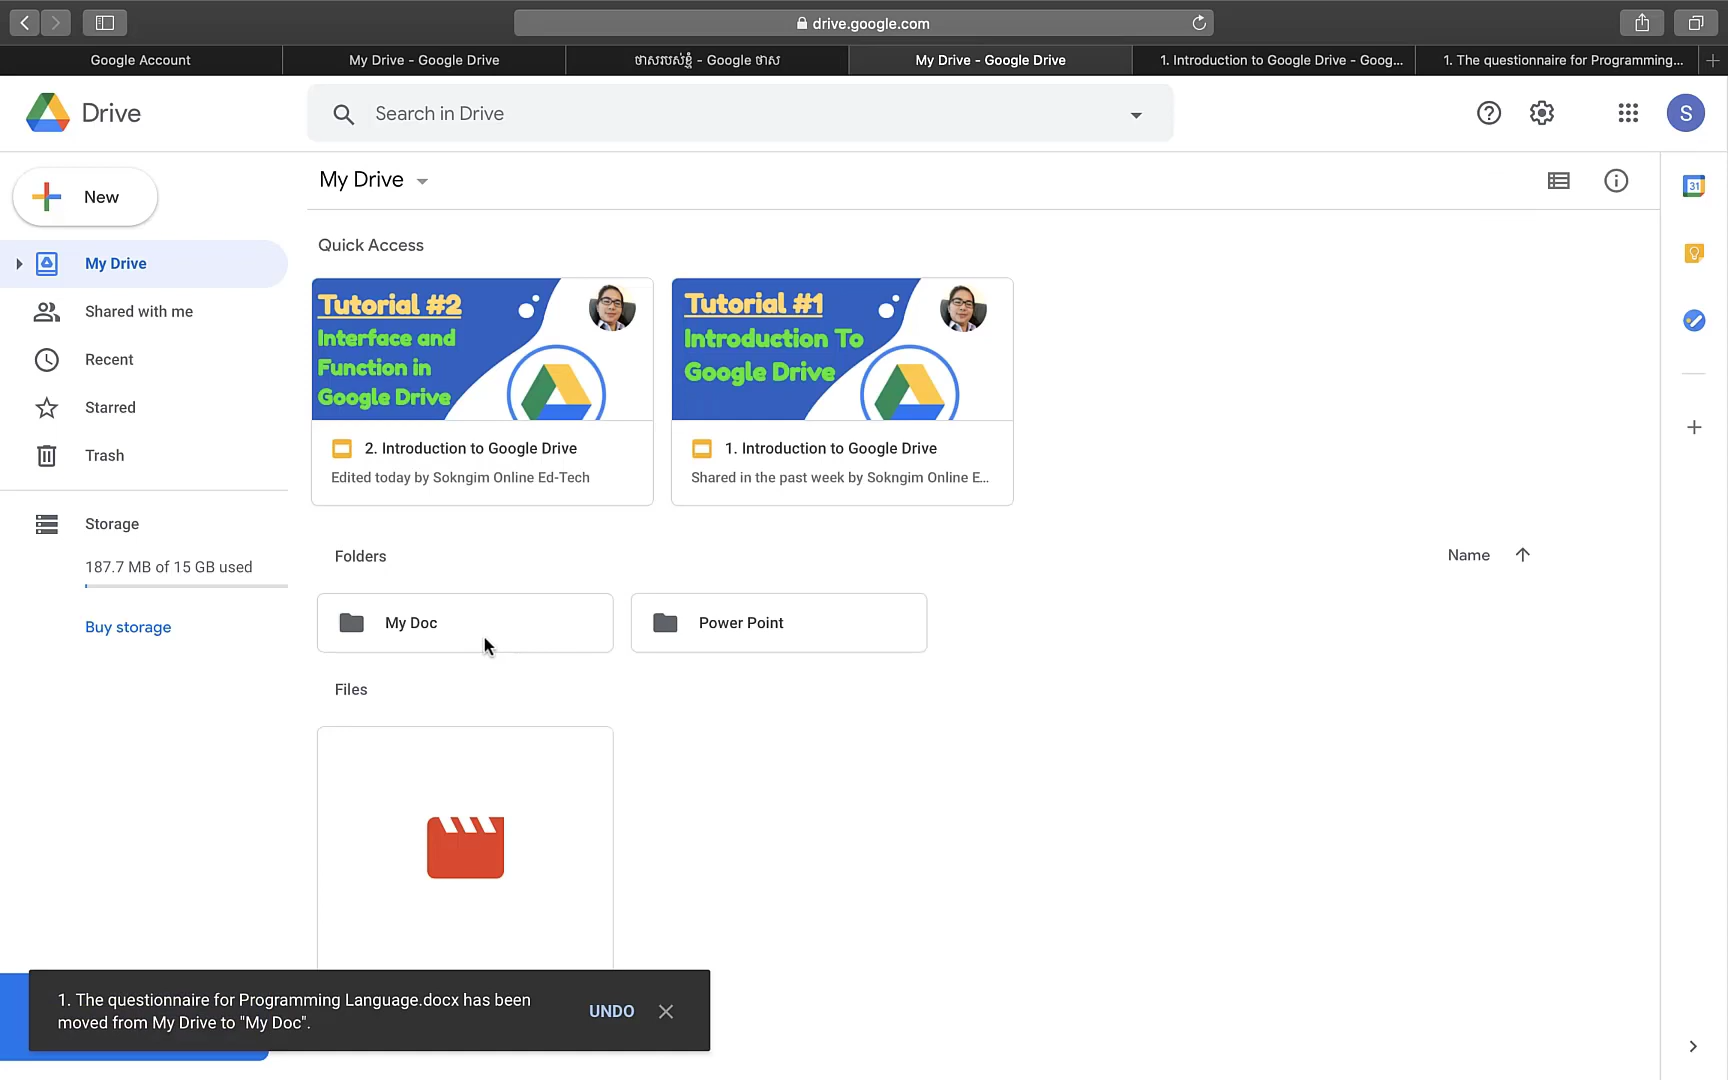 drive.google.com
Google Account
My Drive - Google Drive
ថាសរបស់ខ្ញុំ - Google ថាស
My Drive - Google Drive
1. Introduction to Google Drive - Goog...
1. The questionnaire for Programming...
Drive
Search in Drive
S
New
My Drive
31
My Drive
Shared with me
Recent
Starred
Trash
Storage
187.7 MB of 15 GB used
Buy storage
Quick Access
Tutorial #2
Interface and
Function in
Google Drive
2. Introduction to Google Drive
Edited today by Sokngim Online Ed-Tech
Tutorial #1
Introduction To
Google Drive
1. Introduction to Google Drive
Shared in the past week by Sokngim Online E...
Folders
Name
My Doc
Power Point
Files
1. The questionnaire for Programming Language.docx has been
moved from My Drive to "My Doc".
UNDO